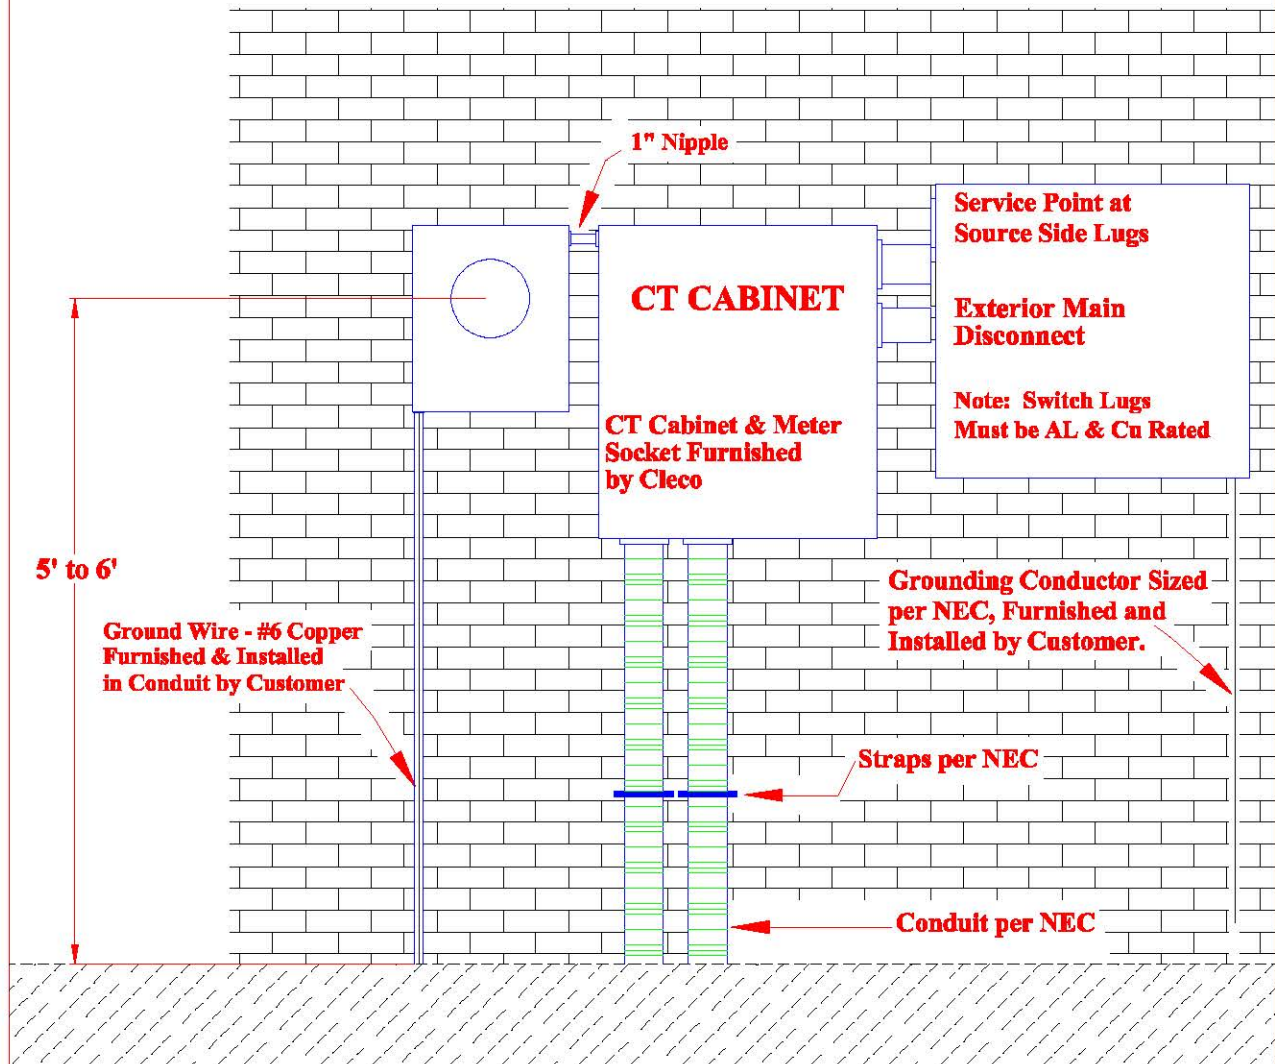 1" Nipple
Service Point at
Source Side Lugs
CT CABINET
Exterior Main
Disconnect
Note: Switch Lugs
Must be AL & Cu Rated
CT Cabinet & Meter
Socket Furnished
by Cleco
5' to 6'
Grounding Conductor Sized
per NEC, Furnished and
Installed by Customer.
Ground Wire - #6 Copper
Furnished & Installed
in Conduit by Customer
Straps per NEC
Conduit per NEC